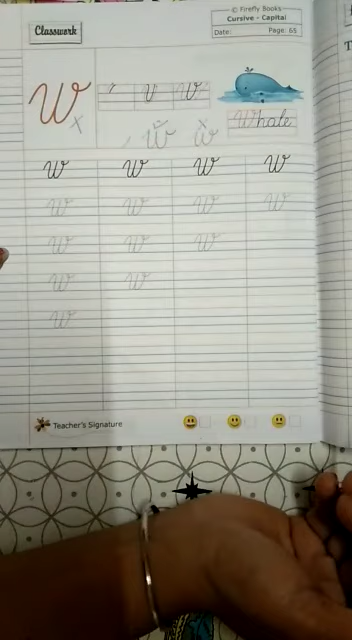 Classwork
© Firefly Books
Cursive - Capital
Date: Page: 65
W
W
Whale
W W W W
W W W W
W W W
W W
W
Teacher's Signature